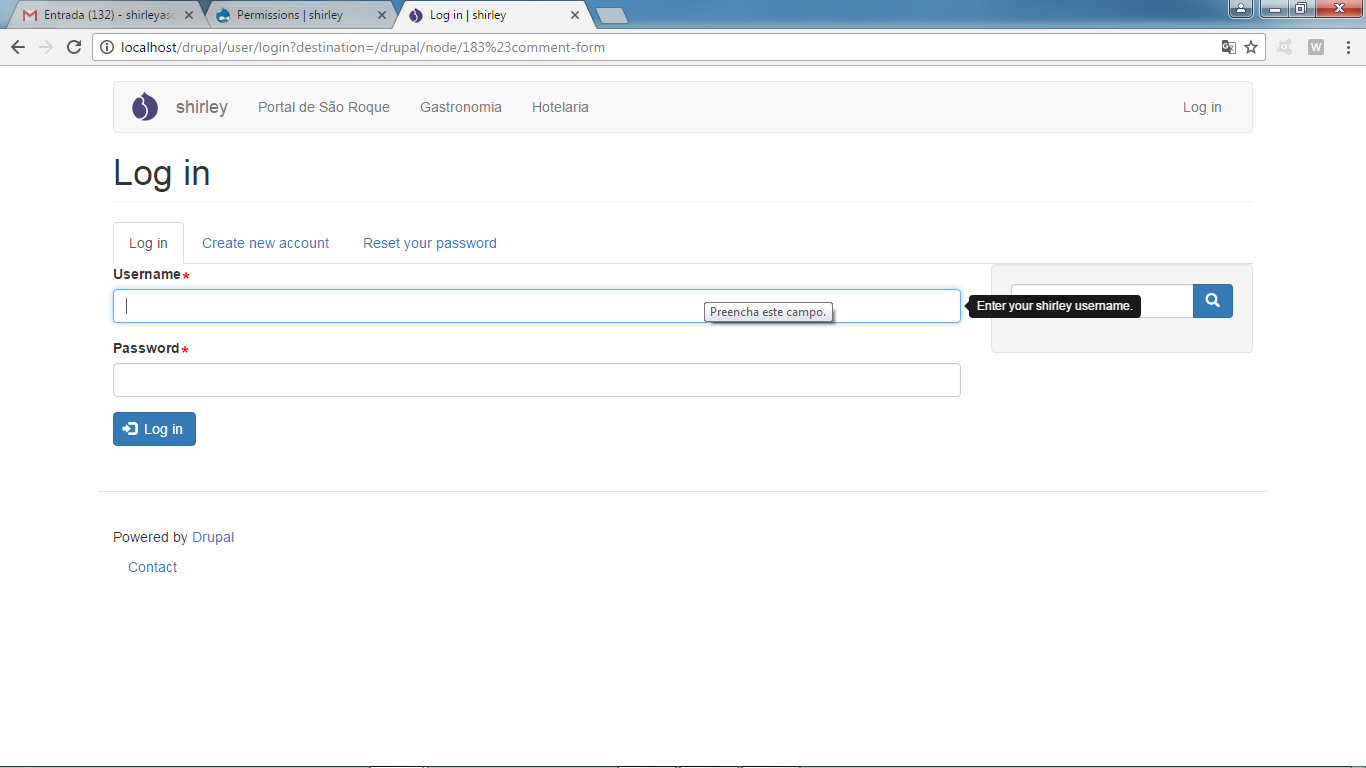 Entrada (132) - shirleyasc
Permissions | shirley
Log in | shirley
localhost/drupal/user/login?destination=/drupal/node/183%23comment-form
W
shirley
Portal de São Roque
Gastronomia
Hotelaria
Log in
Log in
Log in
Create new account
Reset your password
Username*
Preencha este campo.
Enter your shirley username.
Password*
Log in
Powered by Drupal
Contact